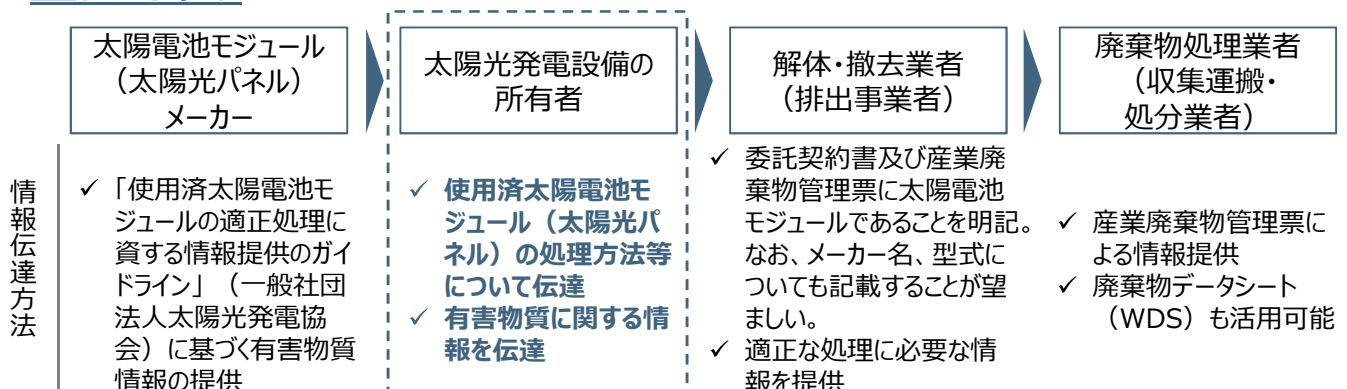 太陽電池モジュール
（太陽光パネル）
メーカー
太陽光発電設備の
所有者
解体・撤去業者
（排出事業者）
廃棄物処理業者
（収集運搬・
処分業者）
情報伝達方法
✓ 「使用済太陽電池モ
ジュールの適正処理に
資する情報提供のガイ
ドライン」（一般社団
法人太陽光発電協
会）に基づく有害物質
情報の提供
✓ 使用済太陽電池モ
ジュール（太陽光パ
ネル）の処理方法等
について伝達
✓ 有害物質に関する情
報を伝達
✓ 委託契約書及び産業廃
棄物管理票に太陽電池
モジュールであることを明記。
なお、メーカー名、型式に
ついても記載することが望
ましい。
✓ 適正な処理に必要な情
報を提供
✓ 産業廃棄物管理票に
よる情報提供
✓ 廃棄物データシート
（WDS）も活用可能